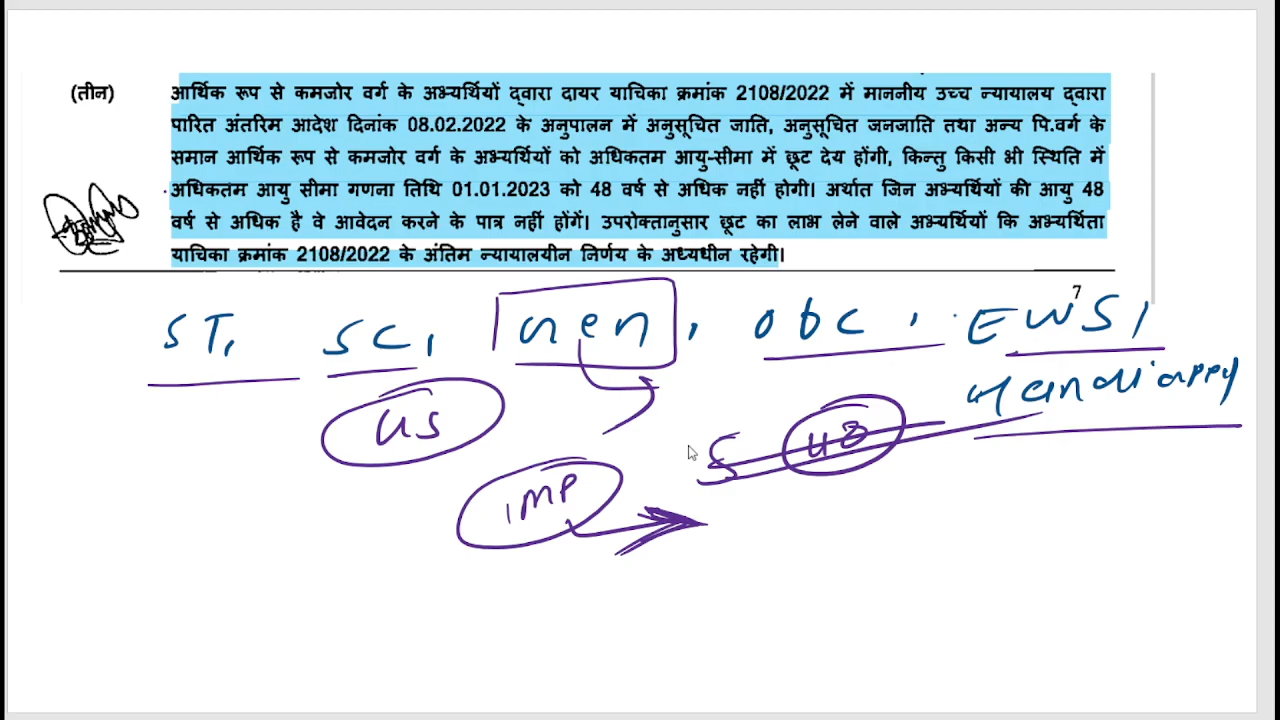 (तीन) आर्थिक रूप से कमजोर वर्ग के अभ्यर्थियों द्वारा दायर याचिका क्रमांक 2108/2022 में माननीय उच्च न्यायालय द्वारा
पारित अंतरिम आदेश दिनांक 08.02.2022 के अनुपालन में अनुसूचित जाति, अनुसूचित जनजाति तथा अन्य पि.वर्ग के
समान आर्थिक रूप से कमजोर वर्ग के अभ्यर्थियों को अधिकतम आयु-सीमा में छूट देय होंगी, किन्तु किसी भी स्थिति में
अधिकतम आयु सीमा गणना तिथि 01.01.2023 को 48 वर्ष से अधिक नहीं होगी। अर्थात जिन अभ्यर्थियों की आयु 48
वर्ष से अधिक है वे आवेदन करने के पात्र नहीं होंगें। उपरोक्तानुसार छूट का लाभ लेने वाले अभ्यर्थियों कि अभ्यर्थिता
याचिका क्रमांक 2108/2022 के अंतिम न्यायालयीन निर्णय के अध्यधीन रहेगी।
7
ST, SC, gen, obc, EWS,
imp